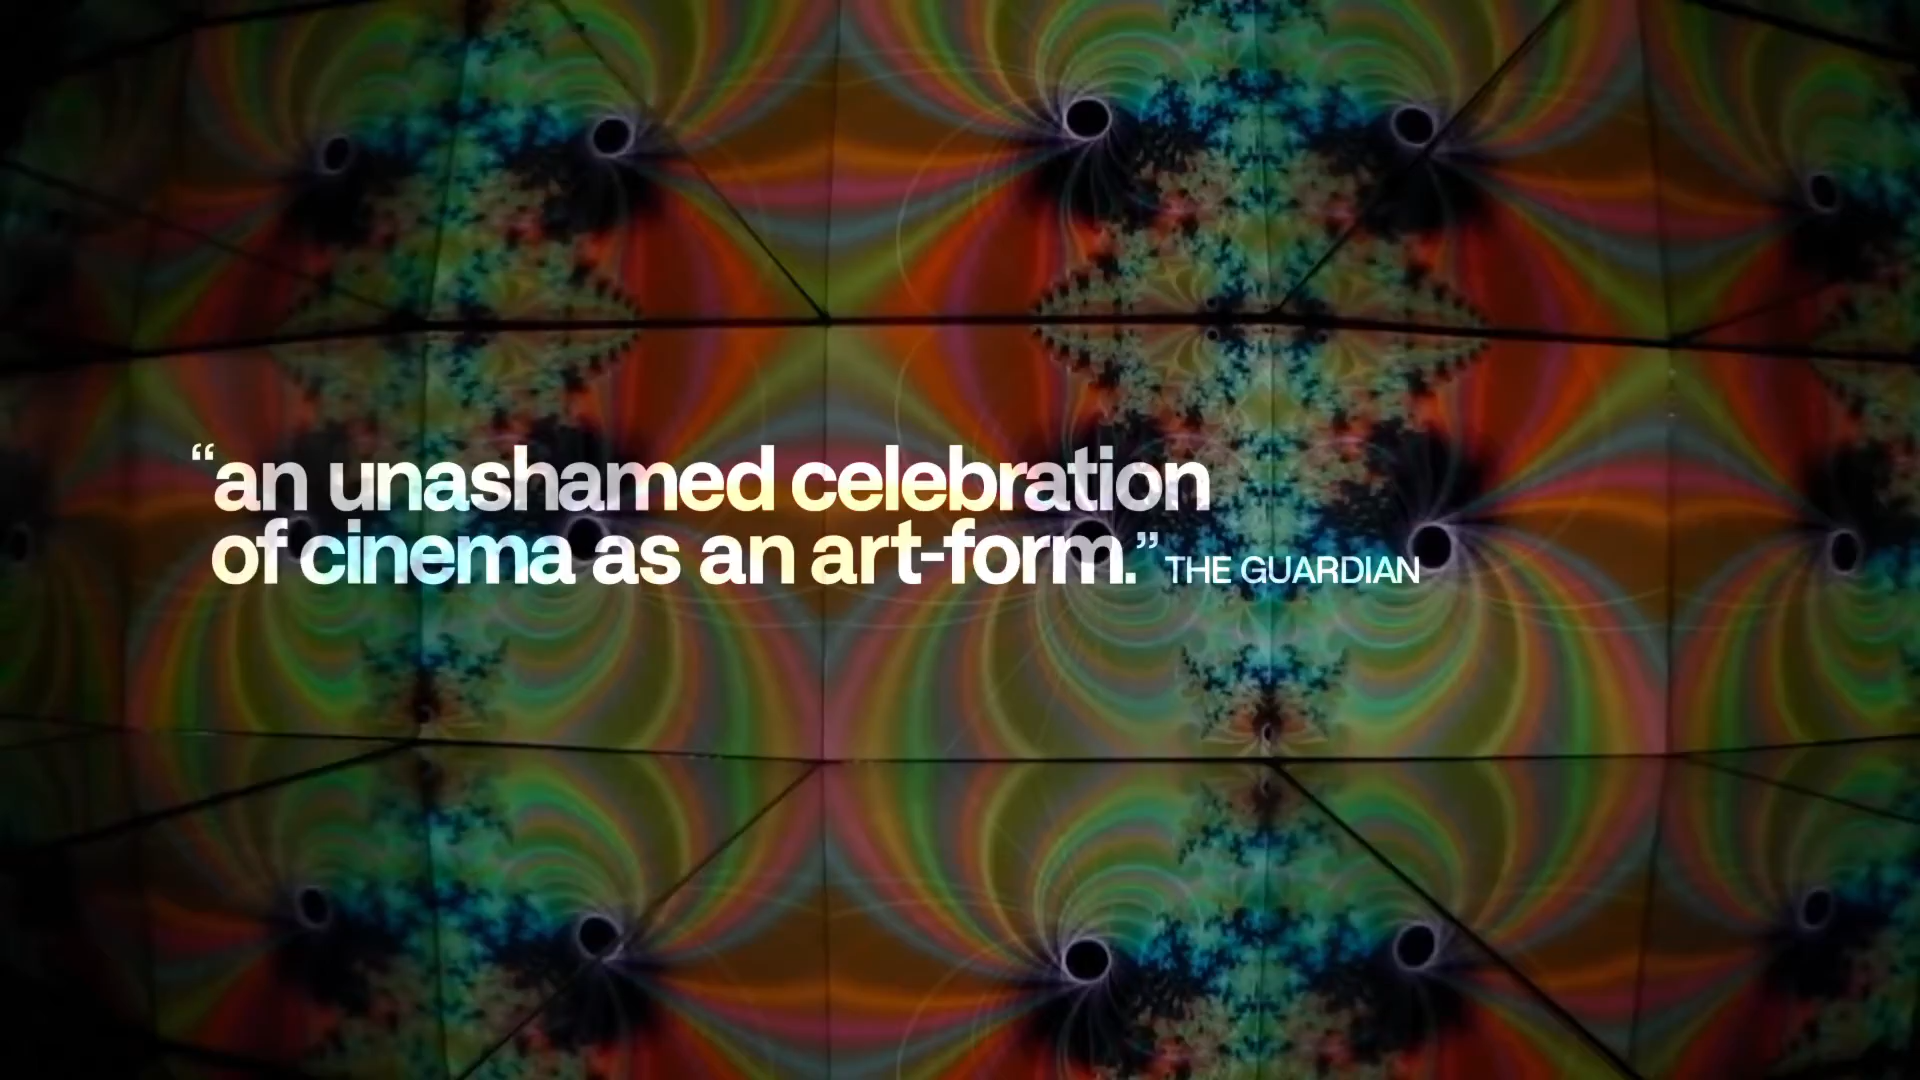 “an unashamed celebration
of cinema as an art-form.” THE GUARDIAN